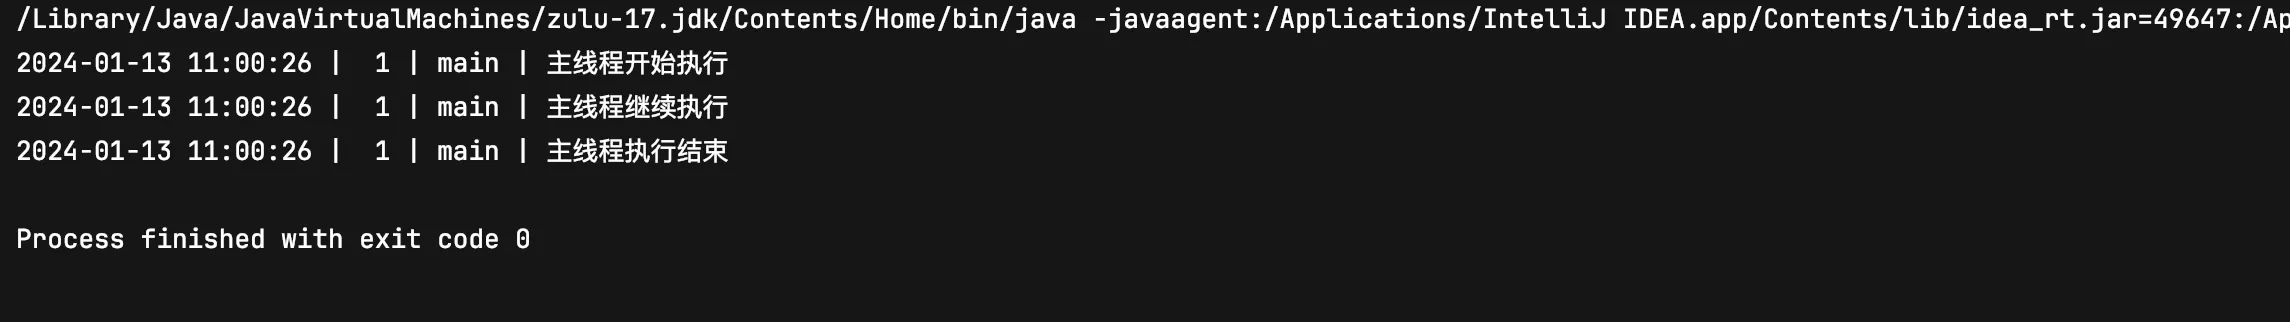 /Library/Java/JavaVirtualMachines/zulu-17.jdk/Contents/Home/bin/java -javaagent:/Applications/IntelliJ IDEA.app/Contents/lib/idea_rt.jar=49647:/Ap
2024-01-13 11:00:26 |  1 | main | 主线程开始执行
2024-01-13 11:00:26 |  1 | main | 主线程继续执行
2024-01-13 11:00:26 |  1 | main | 主线程执行结束
Process finished with exit code 0